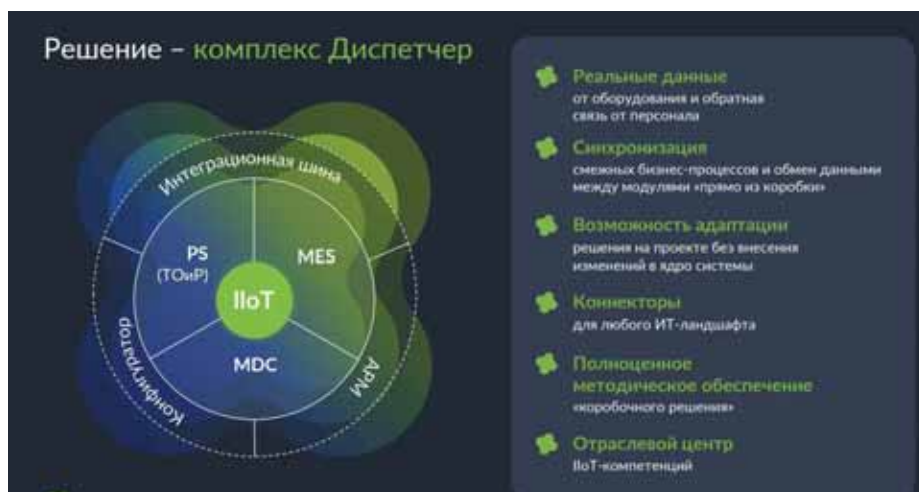 Решение – комплекс Диспетчер
Интеграционная шина
PS
(ТОиР)
MES
IIoT
MDC
Конфигуратор
АРМ
Реальные данные
от оборудования и обратная
связь от персонала
Синхронизация
смежных бизнес-процессов и обмен данными
между модулями «прямо из коробки»
Возможность адаптации
решения на проекте без внесения
изменений в ядро системы
Коннекторы
для любого ИТ-ландшафта
Полноценное
методическое обеспечение
«коробочного решения»
Отраслевой центр
IIoT-компетенций